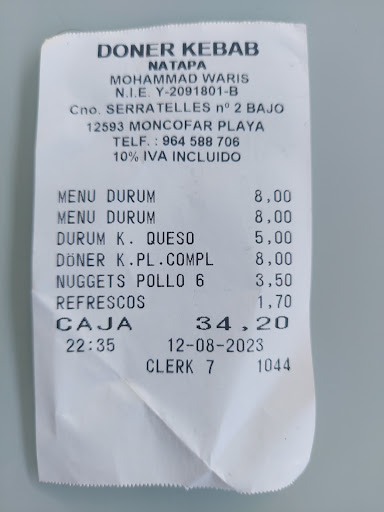 DONER KEBAB
NATAPA
MOHAMMAD WARIS
N.I.E. Y-2091801-B
Cno. SERRATELLES nº 2 BAJO
12593 MONCOFAR PLAYA
TELF. : 964 588 706
10% IVA INCLUIDO
MENU DURUM 8,00
MENU DURUM 8,00
DURUM K. QUESO 5,00
DÖNER K.PL.COMPL 8,00
NUGGETS POLLO 6 3,50
REFRESCOS 1,70
CAJA 34,20
22:35 12-08-2023
CLERK 7 1044